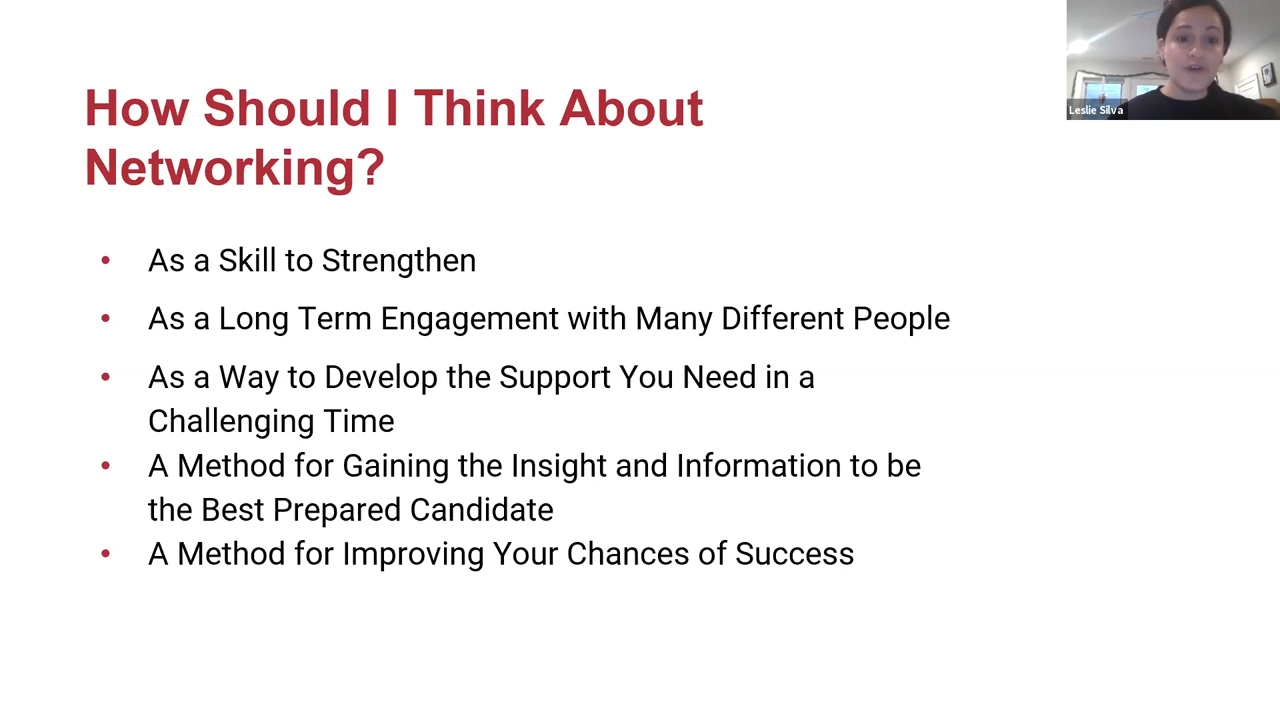 How Should I Think About
Networking?
• As a Skill to Strengthen
• As a Long Term Engagement with Many Different People
• As a Way to Develop the Support You Need in a
Challenging Time
• A Method for Gaining the Insight and Information to be
the Best Prepared Candidate
• A Method for Improving Your Chances of Success
Leslie Silva